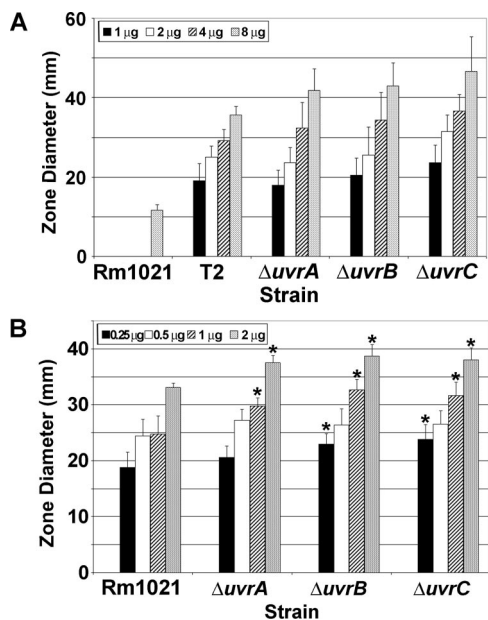 A
60
40
20
0
Zone Diameter (mm)
1 μg 2 μg 4 μg 8 μg
Rm1021 T2 ΔuvrA ΔuvrB ΔuvrC
Strain
B
40
30
20
10
0
Zone Diameter (mm)
0.25 μg 0.5 μg 1 μg 2 μg
* * * * * * * *
Rm1021 ΔuvrA ΔuvrB ΔuvrC
Strain